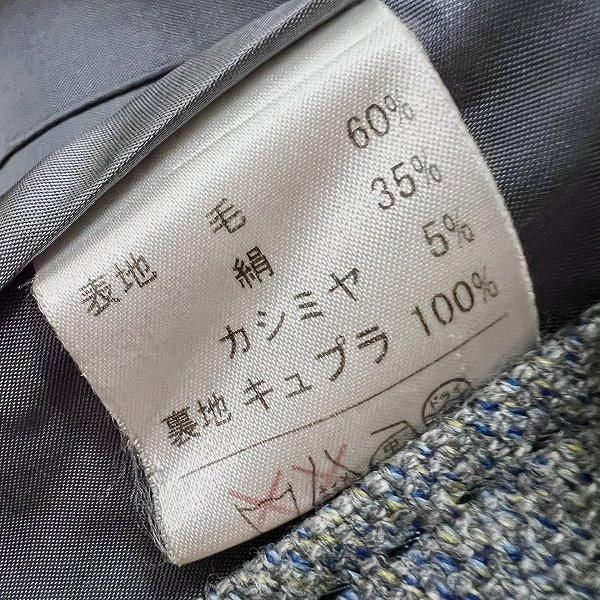 表地 毛 60%
絹 35%
カシミヤ 5%
裏地 キュプラ 100%